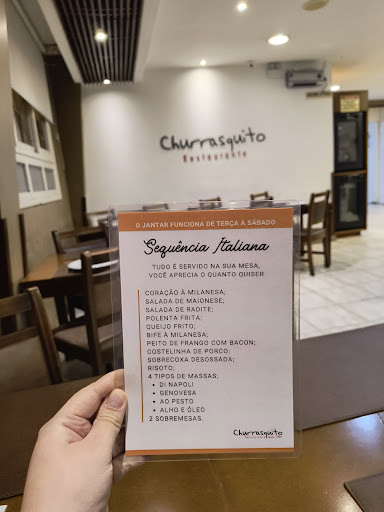 Churrasquito
Restaurante
O JANTAR FUNCIONA DE TERÇA À SÁBADO
Sequência Italiana
TUDO É SERVIDO NA SUA MESA,
VOCÊ APRECIA O QUANTO QUISER
CORAÇÃO À MILANESA;
SALADA DE MAIONESE;
SALADA DE RADITE;
POLENTA FRITA;
QUEIJO FRITO;
BIFE À MILANESA;
PEITO DE FRANGO COM BACON;
COSTELINHA DE PORCO;
SOBRECOXA DESOSSADA;
RISOTO;
4 TIPOS DE MASSAS;
• DI NAPOLI
• GENOVESA
• AO PESTO
• ALHO E ÓLEO
2 SOBREMESAS.
Churrasquito